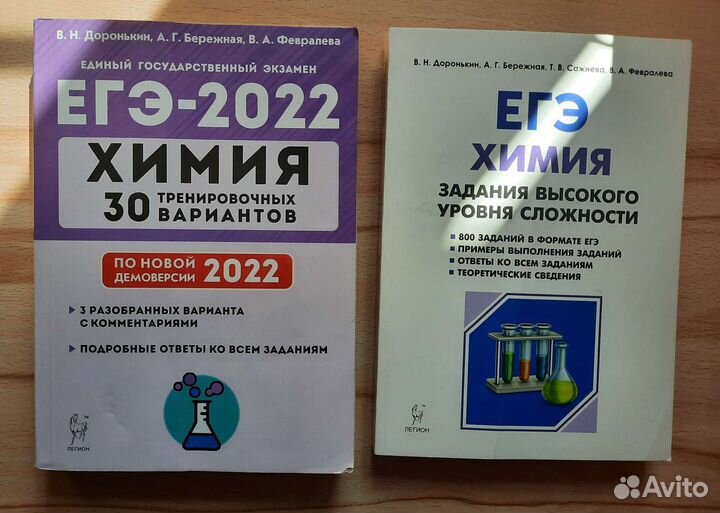 В. Н. Доронькин, А. Г. Бережная, В. А. Февралева
ЕДИНЫЙ ГОСУДАРСТВЕННЫЙ ЭКЗАМЕН
ЕГЭ-2022
ХИМИЯ
30 ТРЕНИРОВОЧНЫХ
ВАРИАНТОВ
ПО НОВОЙ
ДЕМОВЕРСИИ 2022
3 РАЗОБРАННЫХ ВАРИАНТА
С КОММЕНТАРИЯМИ
ПОДРОБНЫЕ ОТВЕТЫ КО ВСЕМ ЗАДАНИЯМ
ЛЕГИОН
В. Н. Доронькин, А. Г. Бережная, Т. В. Сажнева, В. А. Февралева
ЕГЭ
ХИМИЯ
ЗАДАНИЯ ВЫСОКОГО
УРОВНЯ СЛОЖНОСТИ
800 ЗАДАНИЙ В ФОРМАТЕ ЕГЭ
ПРИМЕРЫ ВЫПОЛНЕНИЯ ЗАДАНИЙ
ОТВЕТЫ КО ВСЕМ ЗАДАНИЯМ
ТЕОРЕТИЧЕСКИЕ СВЕДЕНИЯ
ЛЕГИОН
Avito